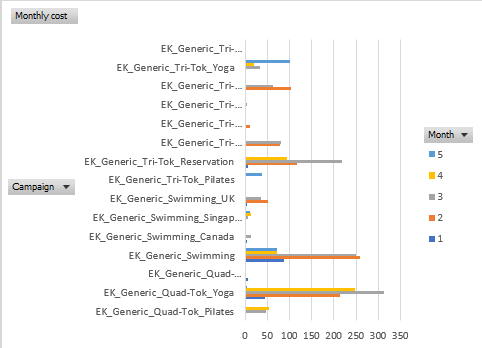 Monthly cost
EK_Generic_Tri-...
EK_Generic_Tri-Tok_Yoga
EK_Generic_Tri-...
EK_Generic_Tri-...
EK_Generic_Tri-...
EK_Generic_Tri-...
EK_Generic_Tri-Tok_Reservation
EK_Generic_Tri-Tok_Pilates
EK_Generic_Swimming_UK
EK_Generic_Swimming_Singap...
EK_Generic_Swimming_Canada
EK_Generic_Swimming
EK_Generic_Quad-...
EK_Generic_Quad-Tok_Yoga
EK_Generic_Quad-Tok_Pilates
Campaign
0 50 100 150 200 250 300 350
Month
5
4
3
2
1